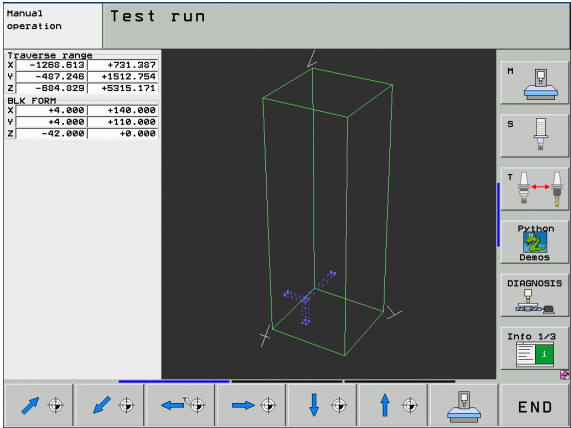 Manual
operation
Test run
Traverse range
X -1268.613 +731.387
Y -487.246 +1512.754
Z -684.829 +5315.171
BLK FORM
X +4.000 +140.000
Y +4.000 +110.000
Z -42.000 +0.000
M
S
T
Python
Demos
DIAGNOSIS
Info 1/3
i
END